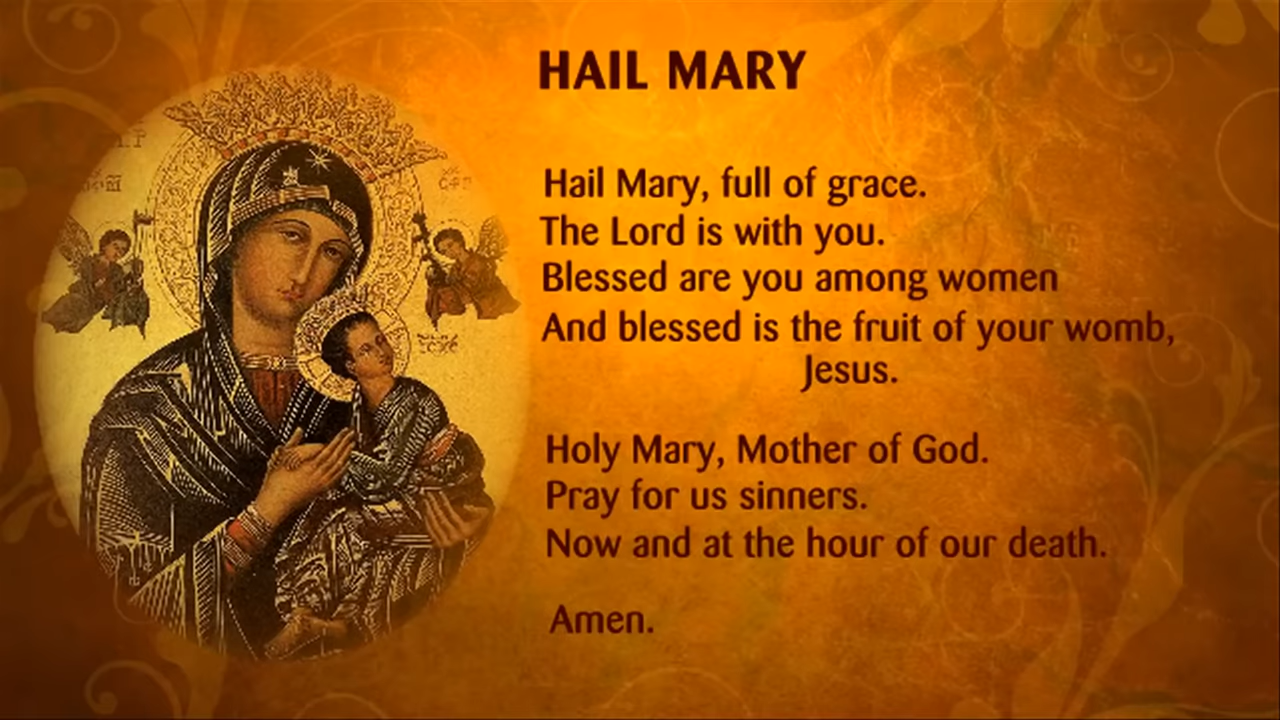 HAIL MARY
Hail Mary, full of grace.
The Lord is with you.
Blessed are you among women
And blessed is the fruit of your womb,
Jesus.
Holy Mary, Mother of God.
Pray for us sinners.
Now and at the hour of our death.
Amen.